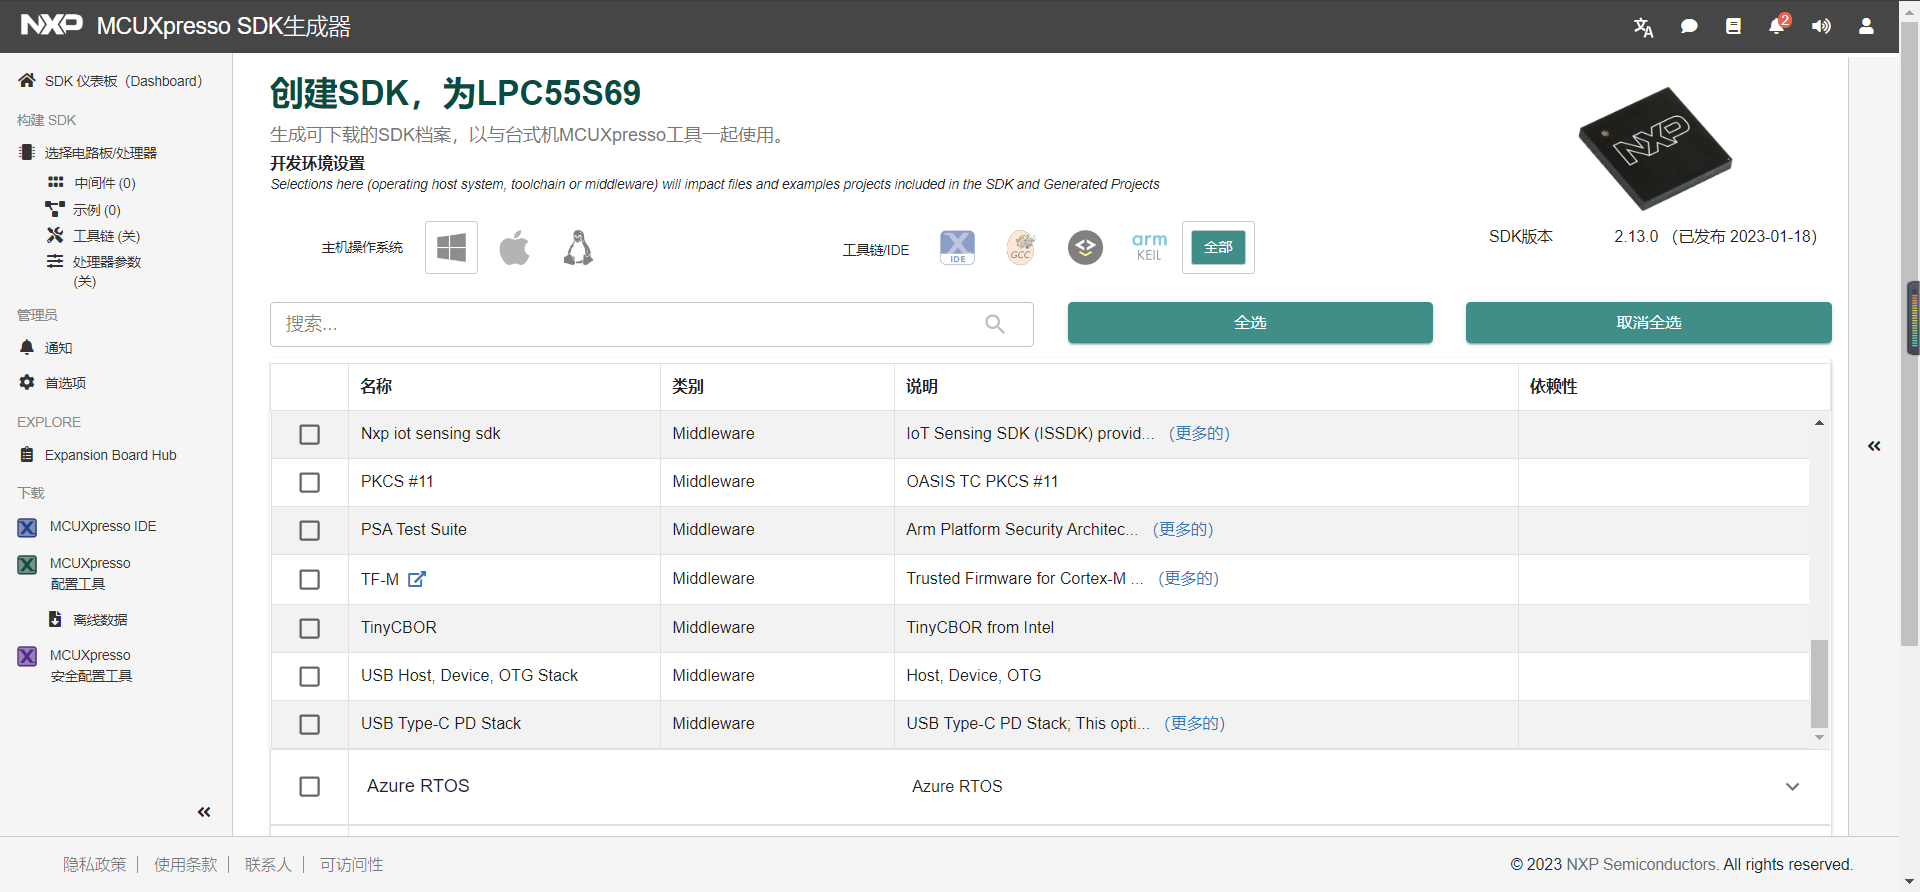 NXP MCUXpresso SDK生成器
2
SDK 仪表板（Dashboard）
构建 SDK
选择电路板/处理器
中间件 (0)
示例 (0)
工具链 (关)
处理器参数
(关)
管理员
通知
首选项
EXPLORE
Expansion Board Hub
下载
MCUXpresso IDE
MCUXpresso
配置工具
离线数据
MCUXpresso
安全配置工具
创建SDK，为LPC55S69
生成可下载的SDK档案，以与台式机MCUXpresso工具一起使用。
开发环境设置
Selections here (operating host system, toolchain or middleware) will impact files and examples projects included in the SDK and Generated Projects
NXP
主机操作系统
工具链/IDE
IDE
GCC
arm
KEIL
全部
SDK版本
2.13.0 （已发布 2023-01-18）
搜索...
全选
取消全选
名称 类别 说明 依赖性
Nxp iot sensing sdk Middleware IoT Sensing SDK (ISSDK) provid... （更多的）
PKCS #11 Middleware OASIS TC PKCS #11
PSA Test Suite Middleware Arm Platform Security Architec... （更多的）
TF-M Middleware Trusted Firmware for Cortex-M ... （更多的）
TinyCBOR Middleware TinyCBOR from Intel
USB Host, Device, OTG Stack Middleware Host, Device, OTG
USB Type-C PD Stack Middleware USB Type-C PD Stack; This opti... （更多的）
Azure RTOS Azure RTOS
隐私政策 | 使用条款 | 联系人 | 可访问性
© 2023 NXP Semiconductors. All rights reserved.